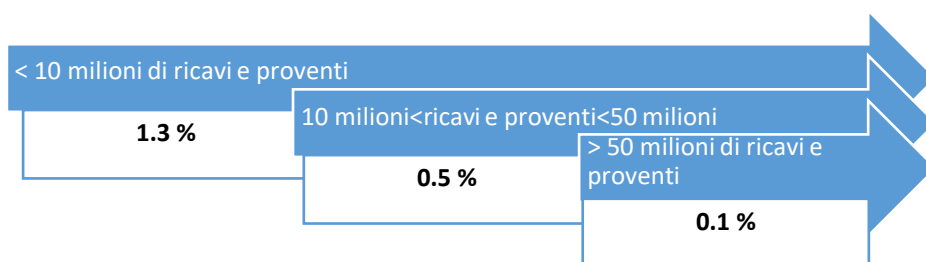 < 10 milioni di ricavi e proventi
1.3 %
10 milioni<ricavi e proventi<50 milioni
0.5 %
> 50 milioni di ricavi e
proventi
0.1 %